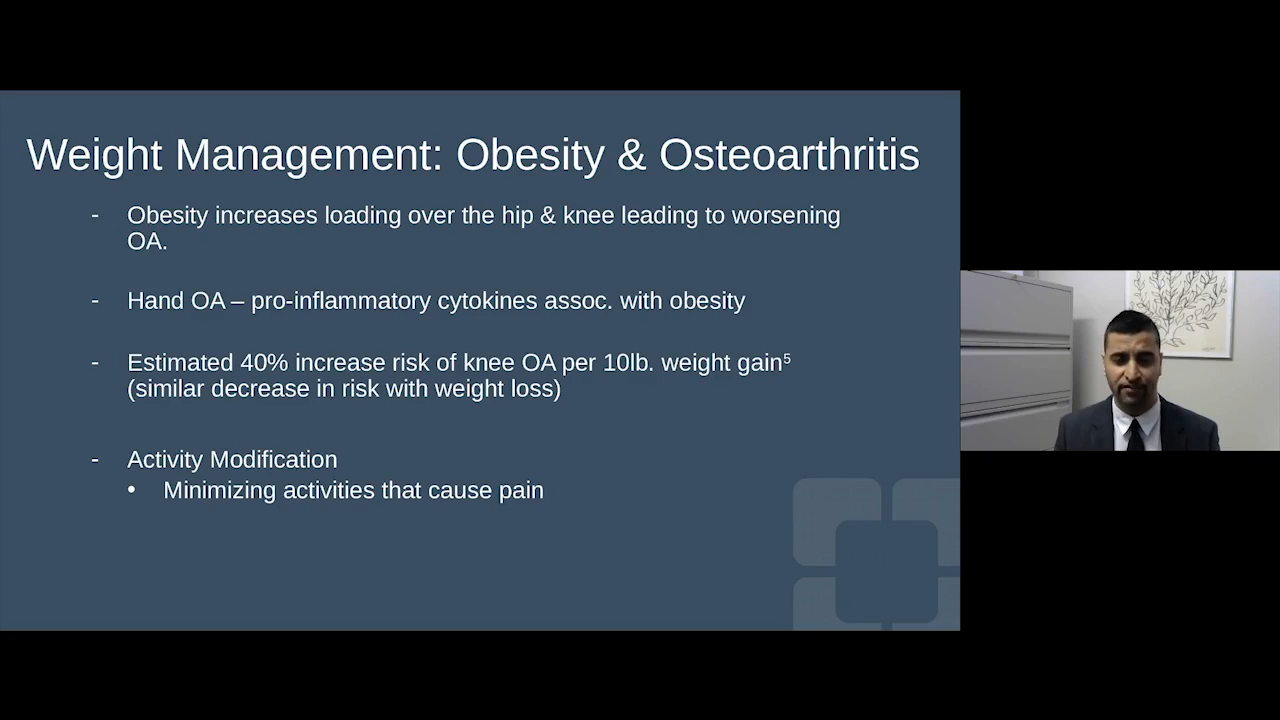 Weight Management: Obesity & Osteoarthritis
- Obesity increases loading over the hip & knee leading to worsening
OA.
- Hand OA – pro-inflammatory cytokines assoc. with obesity
- Estimated 40% increase risk of knee OA per 10lb. weight gain⁵
(similar decrease in risk with weight loss)
- Activity Modification
• Minimizing activities that cause pain